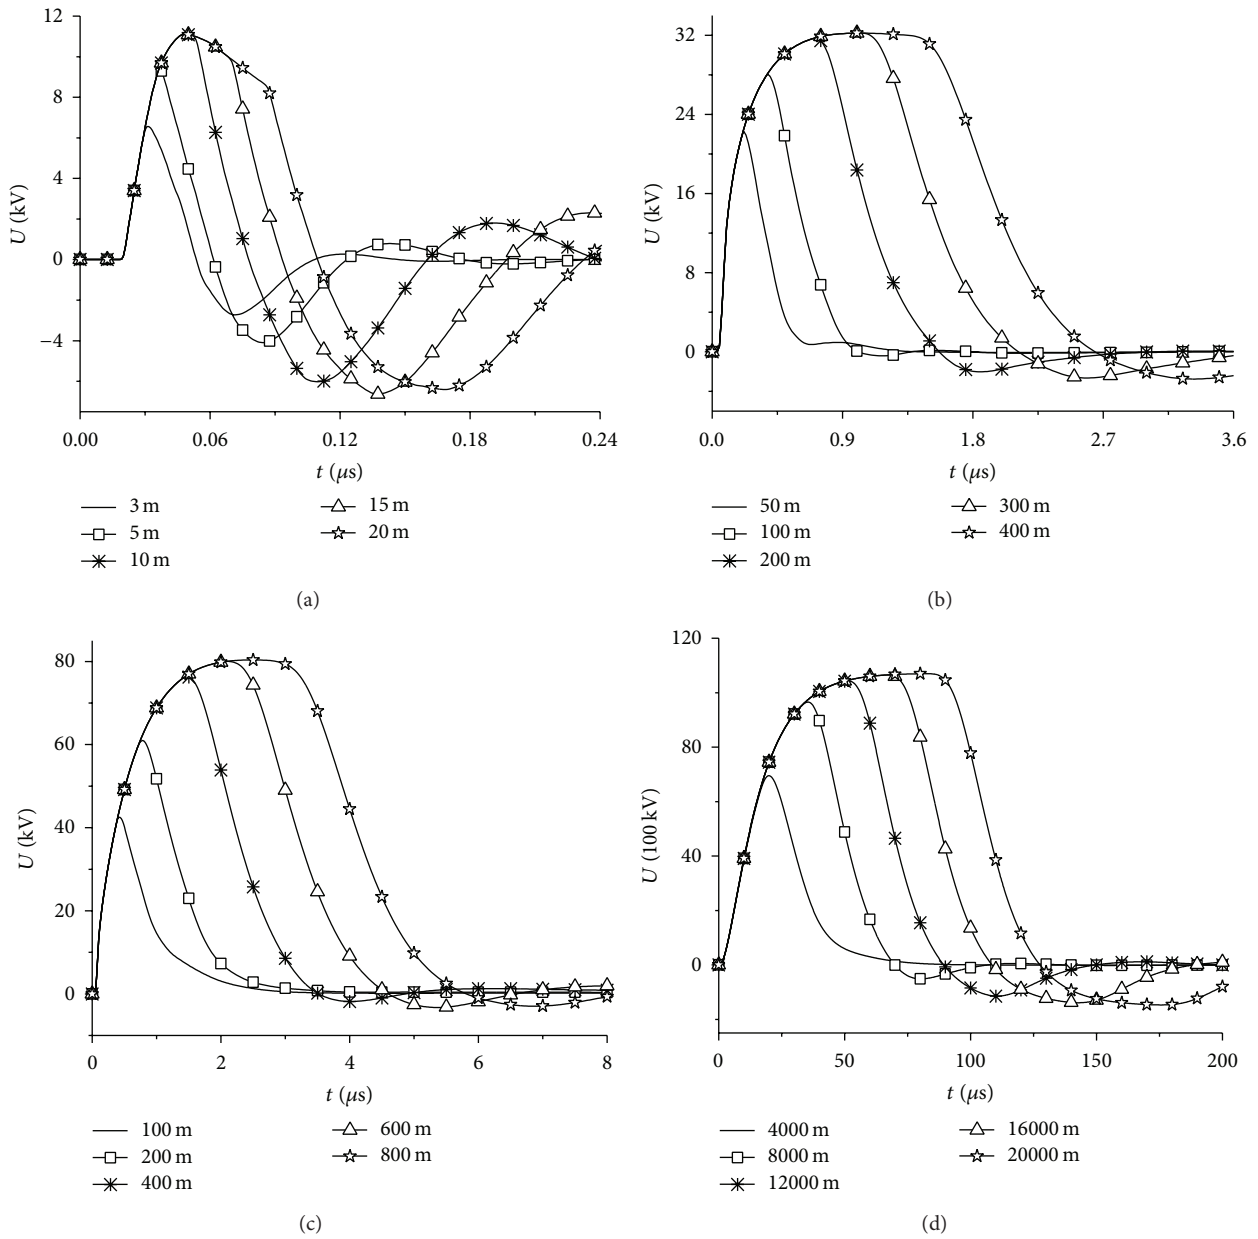 12
8
4
0
−4
U (kV)
0.00 0.06 0.12 0.18 0.24
t (μs)
3 m
5 m
10 m
15 m
20 m
(a)
32
24
16
8
0
U (kV)
0.0 0.9 1.8 2.7 3.6
t (μs)
50 m
100 m
200 m
300 m
400 m
(b)
80
60
40
20
0
U (kV)
0 2 4 6 8
t (μs)
100 m
200 m
400 m
600 m
800 m
(c)
120
80
40
0
U (100 kV)
0 50 100 150 200
t (μs)
4000 m
8000 m
12000 m
16000 m
20000 m
(d)